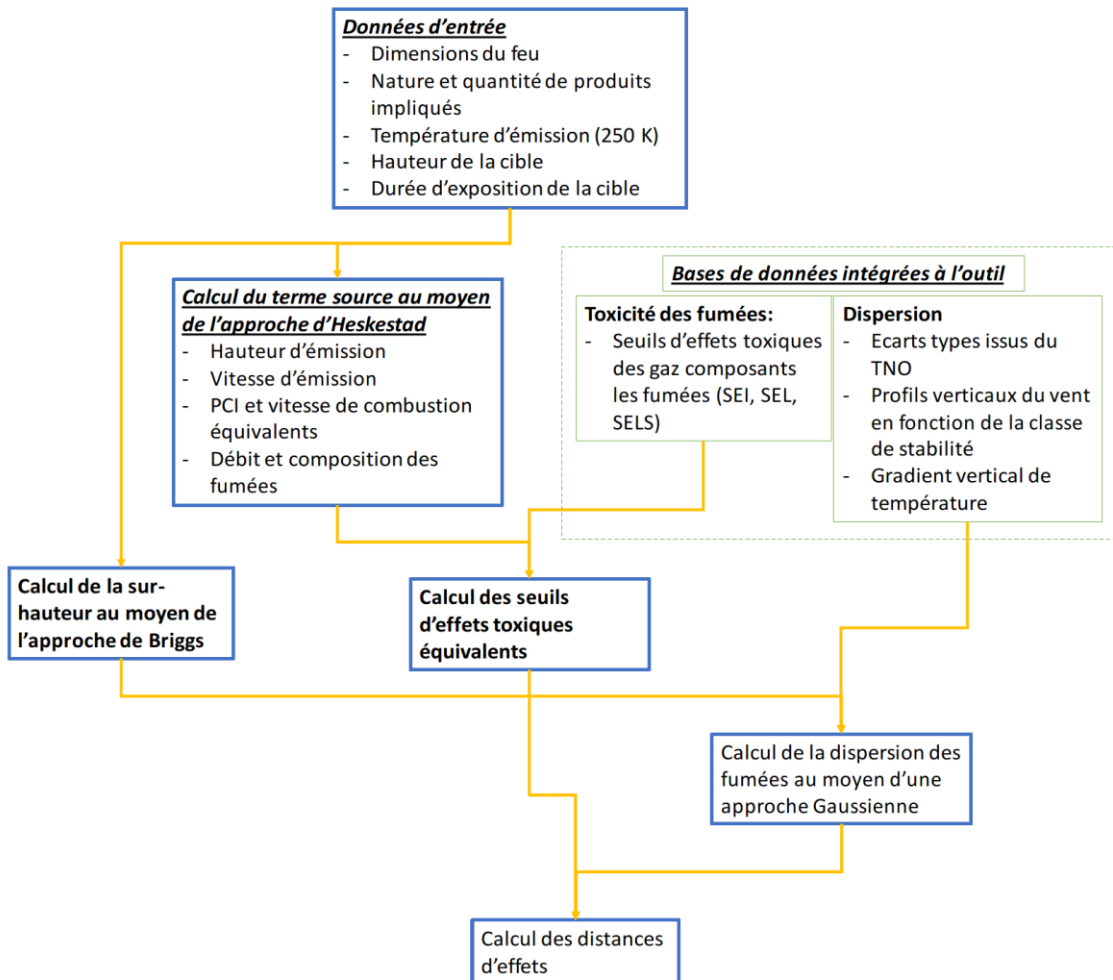 Données d'entrée
- Dimensions du feu
- Nature et quantité de produits
impliqués
- Température d'émission (250 K)
- Hauteur de la cible
- Durée d'exposition de la cible
Bases de données intégrées à l'outil
Calcul du terme source au moyen
de l'approche d'Heskestad
- Hauteur d'émission
- Vitesse d'émission
- PCI et vitesse de combustion
équivalents
- Débit et composition des
fumées
Toxicité des fumées:
- Seuils d'effets toxiques
des gaz composants
les fumées (SEI, SEL,
SELS)
Dispersion
- Ecarts types issus du
TNO
- Profils verticaux du vent
en fonction de la classe
de stabilité
- Gradient vertical de
température
Calcul de la sur-
hauteur au moyen de
l'approche de Briggs
Calcul des seuils
d'effets toxiques
équivalents
Calcul de la dispersion des
fumées au moyen d'une
approche Gaussienne
Calcul des distances
d'effets